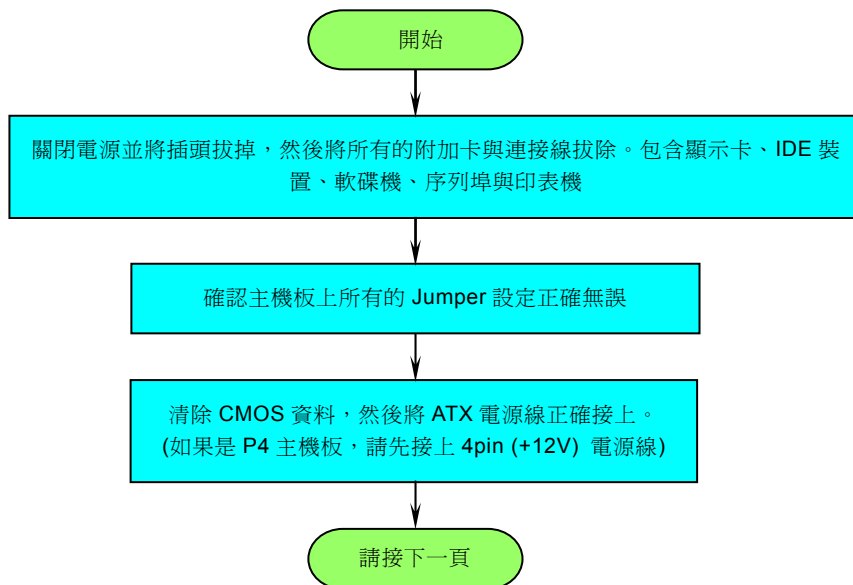 開始
關閉電源並將插頭拔掉，然後將所有的附加卡與連接線拔除。包含顯示卡、IDE 裝
置、軟碟機、序列埠與印表機
確認主機板上所有的 Jumper 設定正確無誤
清除 CMOS 資料，然後將 ATX 電源線正確接上。
(如果是 P4 主機板，請先接上 4pin (+12V) 電源線)
請接下一頁